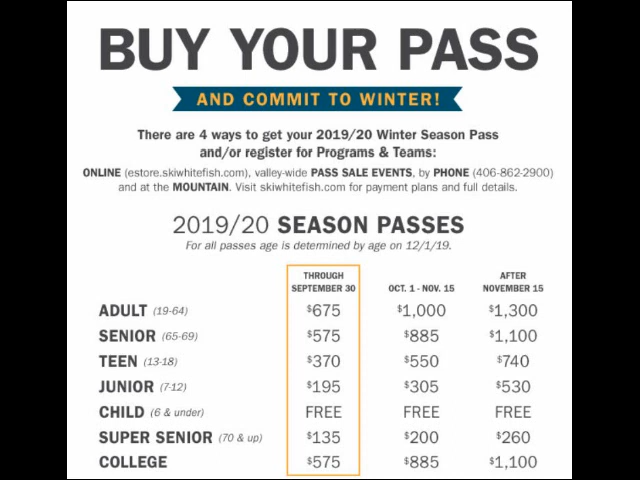 BUY YOUR PASS
AND COMMIT TO WINTER!
There are 4 ways to get your 2019/20 Winter Season Pass
and/or register for Programs & Teams:
ONLINE (estore.skiwhitefish.com), valley-wide PASS SALE EVENTS, by PHONE (406-862-2900)
and at the MOUNTAIN. Visit skiwhitefish.com for payment plans and full details.
2019/20 SEASON PASSES
For all passes age is determined by age on 12/1/19.
THROUGH SEPTEMBER 30 OCT. 1 - NOV. 15 AFTER NOVEMBER 15
ADULT (19-64) $675 $1,000 $1,300
SENIOR (65-69) $575 $885 $1,100
TEEN (13-18) $370 $550 $740
JUNIOR (7-12) $195 $305 $530
CHILD (6 & under) FREE FREE FREE
SUPER SENIOR (70 & up) $135 $200 $260
COLLEGE $575 $885 $1,100